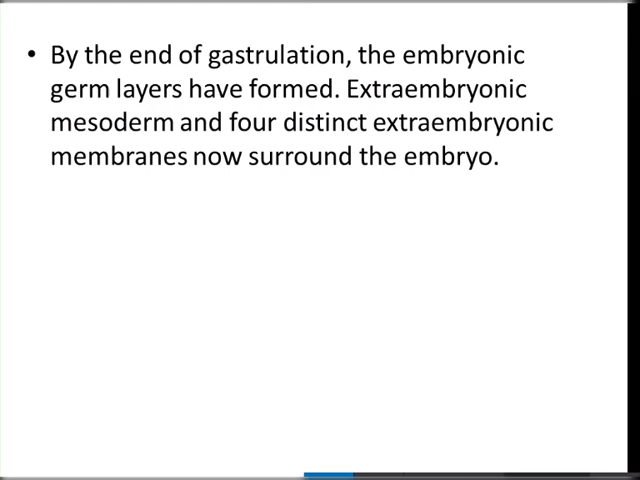 • By the end of gastrulation, the embryonic
germ layers have formed. Extraembryonic
mesoderm and four distinct extraembryonic
membranes now surround the embryo.